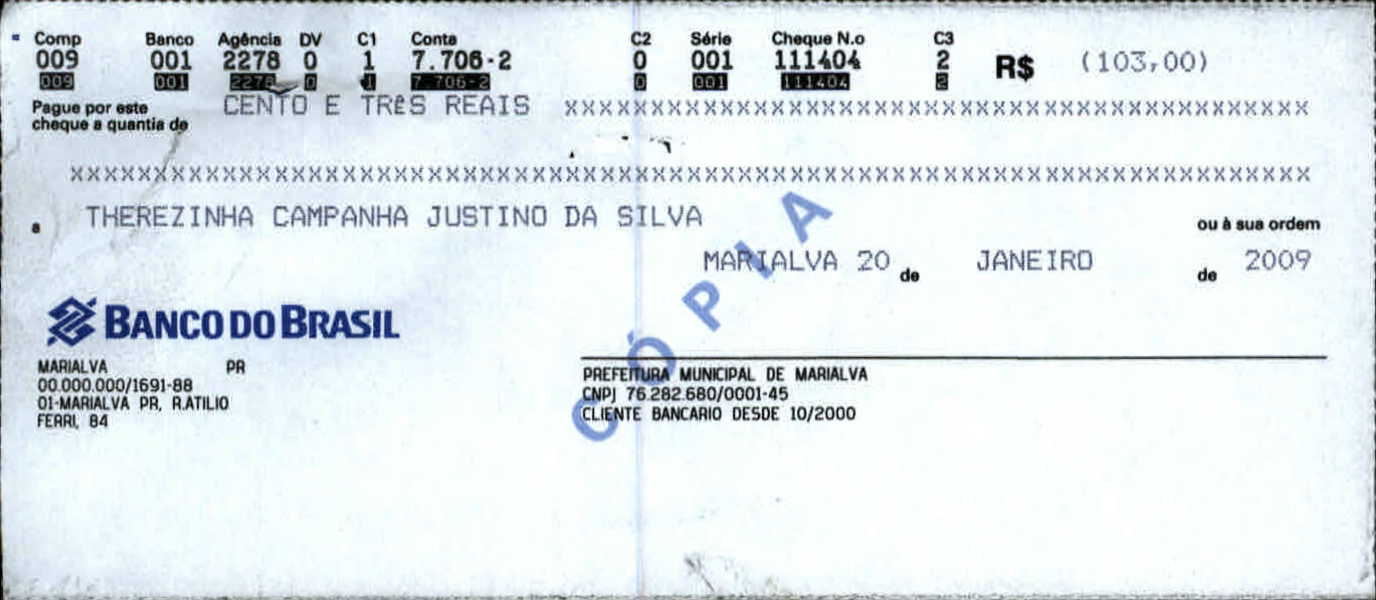 Comp Banco Agência DV C1 Conta C2 Série Cheque N.o C3
009 001 2278 0 1 7.706-2 0 001 111404 2 R$ (103,00)
009 001 2278 0 1 7.706-2 0 001 111404 2
Pague por este CENTO E TRÊS REAIS XXXXXXXXXXXXXXXXXXXXXXXXXXXXXXXXXXXXXXXXXXXXXXXXXXXX
cheque a quantia de
XXXXXXXXXXXXXXXXXXXXXXXXXXXXXXXXXXXXXXXXXXXXXXXXXXXXXXXXXXXXXXXXXXXXXXXXXXXXXXXXXXXXXX
a THEREZINHA CAMPANHA JUSTINO DA SILVA ou à sua ordem
MARIALVA 20 de JANEIRO de 2009
CÓPIA
BANCO DO BRASIL
MARIALVA PR
00.000.000/1691-88
01-MARIALVA PR, R.ATILIO
FERRI, 84
PREFEITURA MUNICIPAL DE MARIALVA
CNPJ 76.282.680/0001-45
CLIENTE BANCARIO DESDE 10/2000